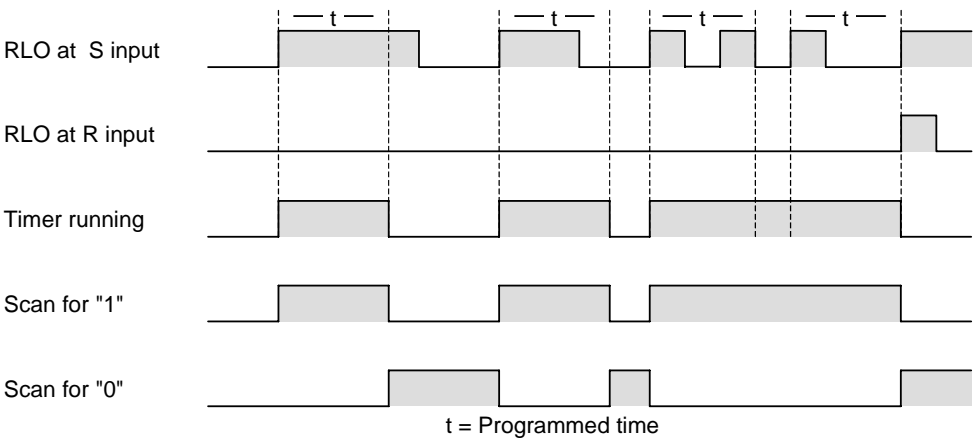 t t t t
RLO at S input
RLO at R input
Timer running
Scan for "1"
Scan for "0"
t = Programmed time